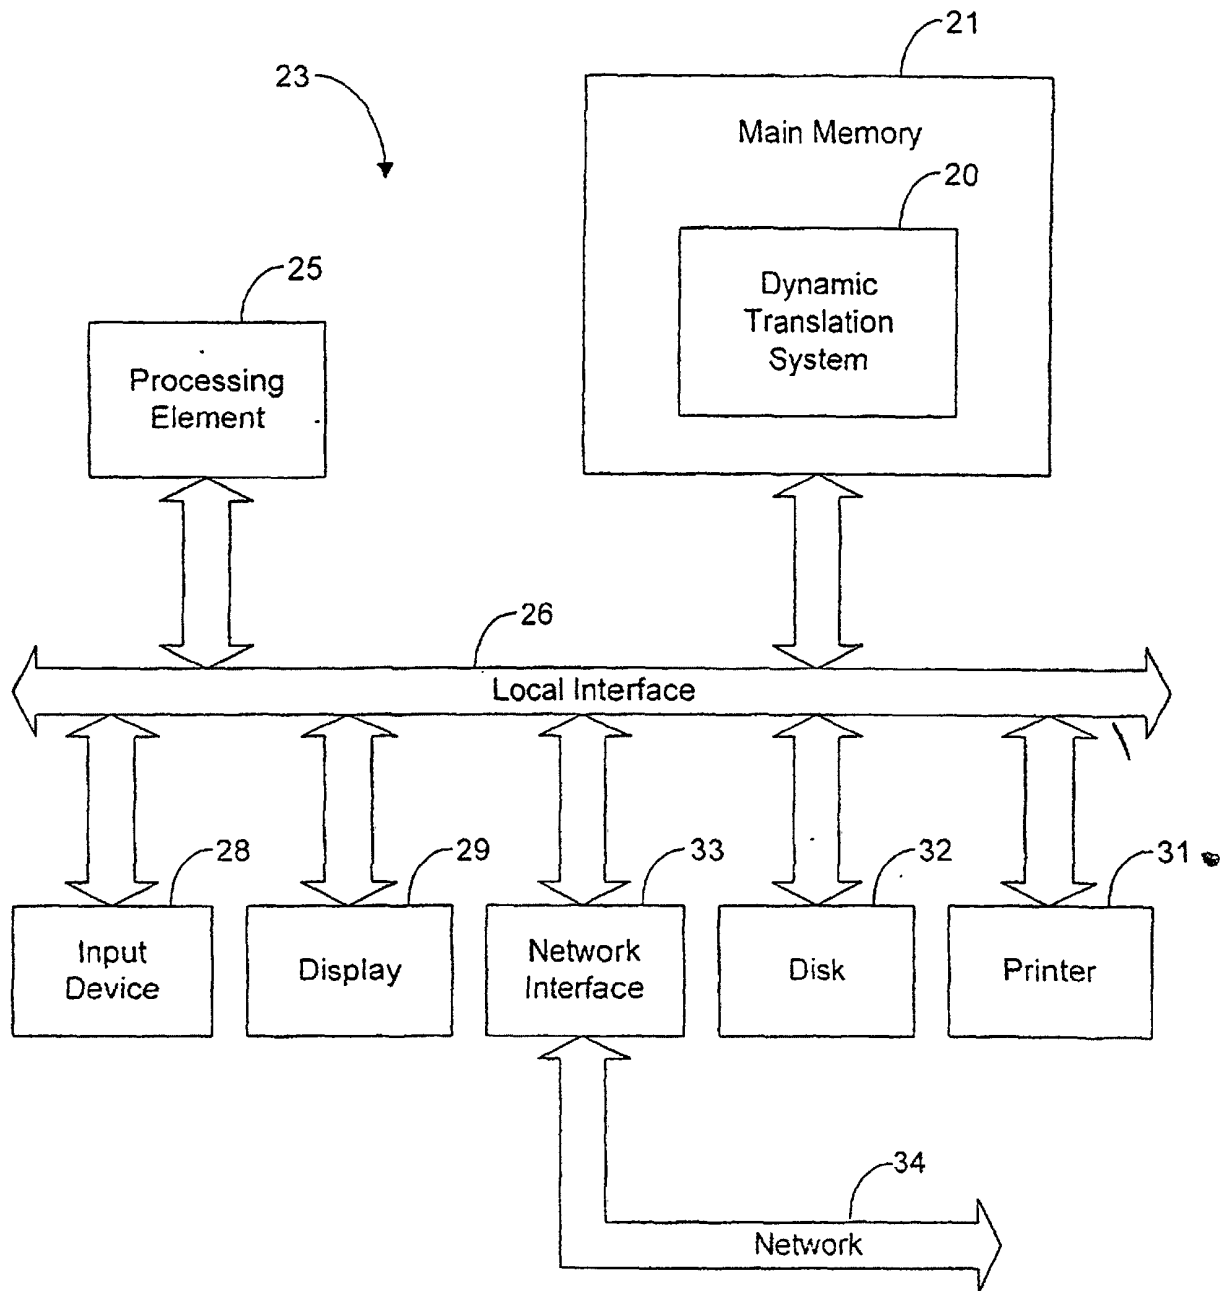 21
23
Main Memory
20
Dynamic
Translation
System
25
Processing
Element
26
Local Interface
28
29
33
32
31
Input
Device
Display
Network
Interface
Disk
Printer
34
Network